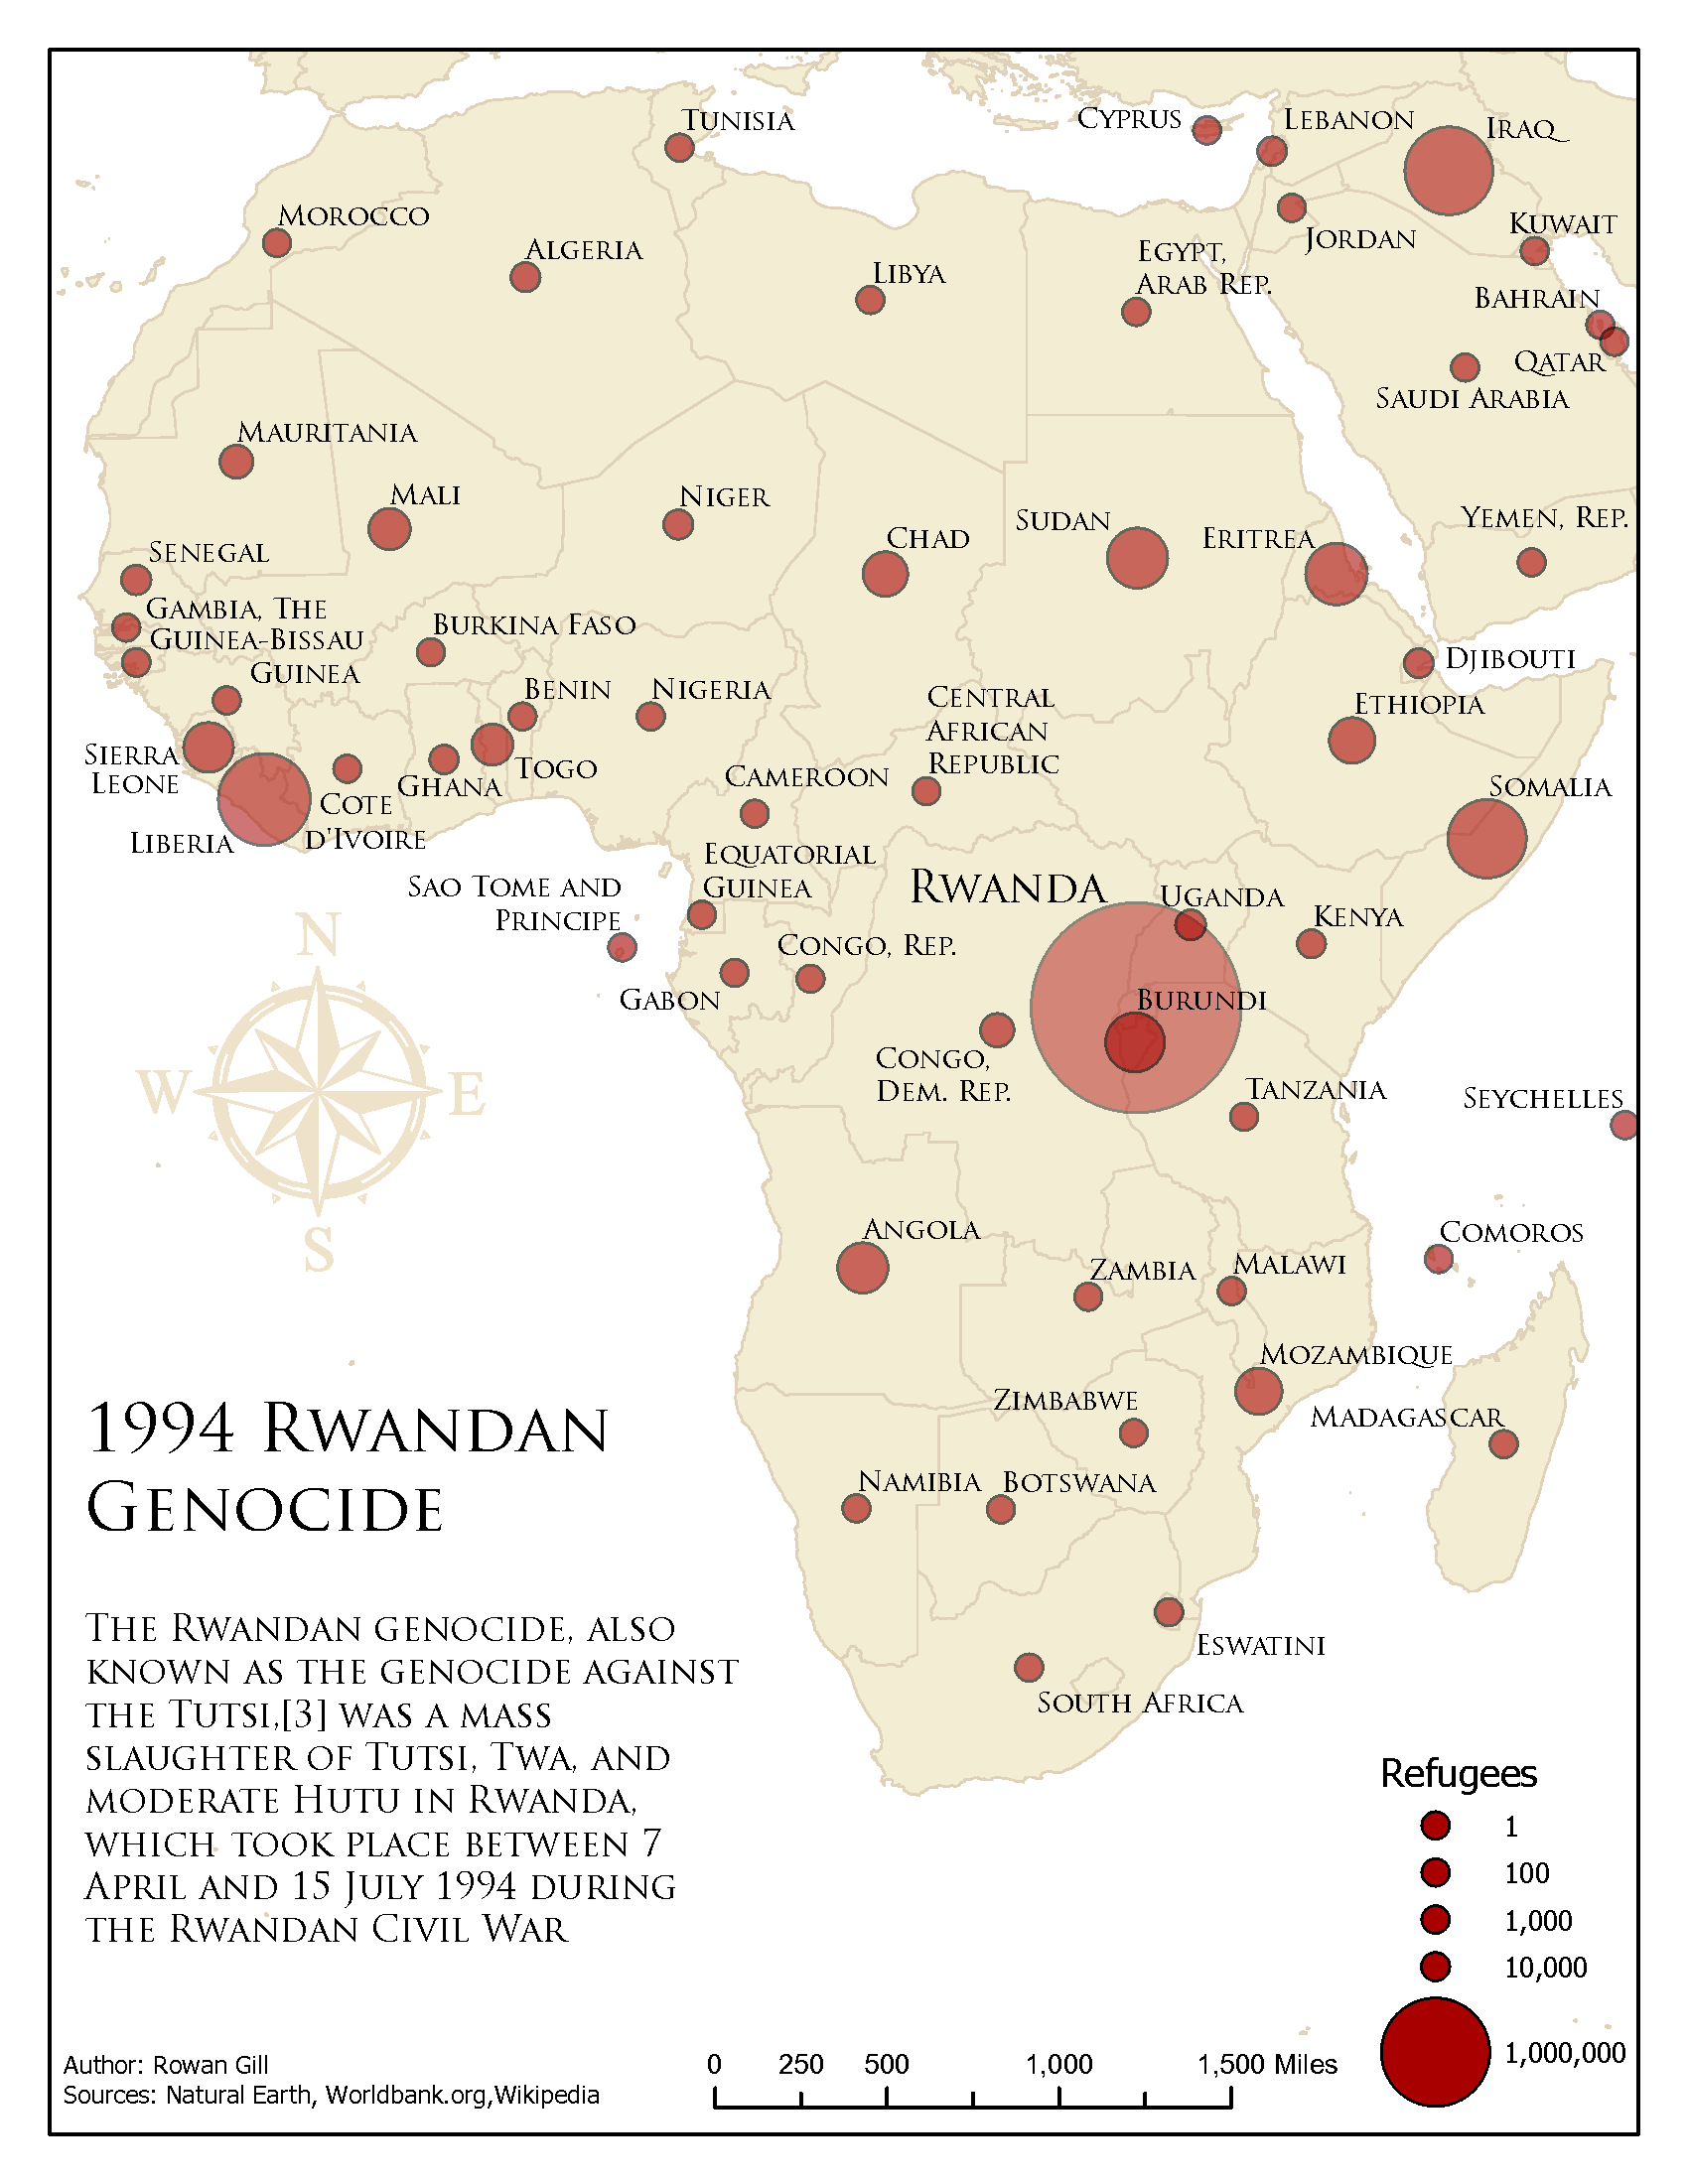 Tunisia
Cyprus
Lebanon
Iraq
Morocco
Algeria
Libya
Egypt,
Arab Rep.
Jordan
Kuwait
Bahrain
Qatar
Saudi Arabia
Mauritania
Mali
Niger
Chad
Sudan
Eritrea
Yemen, Rep.
Senegal
Gambia, The
Guinea-Bissau
Guinea
Burkina Faso
Benin
Nigeria
Central
African
Republic
Djibouti
Ethiopia
Sierra
Leone
Liberia
Cote
d'Ivoire
Ghana
Togo
Cameroon
Somalia
Equatorial
Guinea
Sao Tome and
Principe
Rwanda
Uganda
Kenya
Congo, Rep.
Gabon
Burundi
Congo,
Dem. Rep.
Tanzania
Seychelles
N
W
E
S
Angola
Zambia
Malawi
Comoros
Mozambique
Zimbabwe
Madagascar
Namibia
Botswana
Eswatini
South Africa
1994 Rwandan
Genocide
The Rwandan genocide, also
known as the genocide against
the Tutsi,[3] was a mass
slaughter of Tutsi, Twa, and
moderate Hutu in Rwanda,
which took place between 7
April and 15 July 1994 during
the Rwandan Civil War
Refugees
1
100
1,000
10,000
1,000,000
Author: Rowan Gill
Sources: Natural Earth, Worldbank.org,Wikipedia
0 250 500 1,000 1,500 Miles